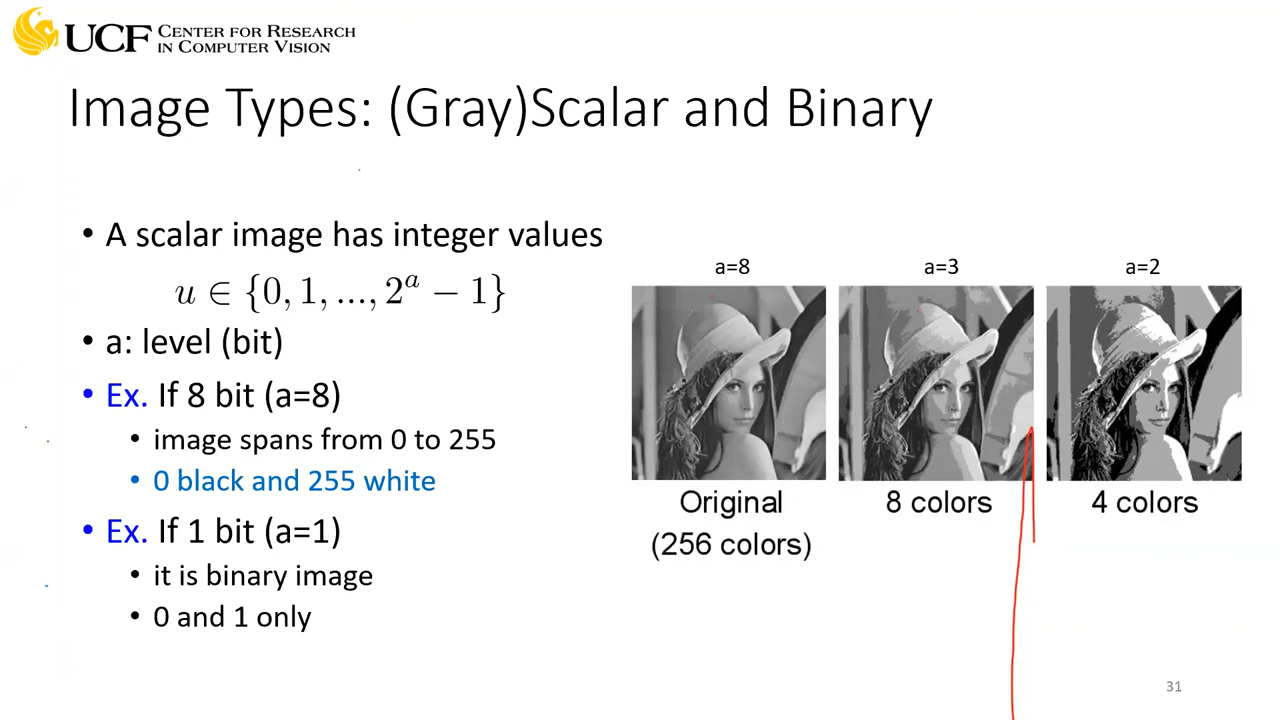 UCF CENTER FOR RESEARCH
IN COMPUTER VISION
Image Types: (Gray)Scalar and Binary
• A scalar image has integer values
u ∈ {0, 1, ..., 2^a − 1}
• a: level (bit)
• Ex. If 8 bit (a=8)
• image spans from 0 to 255
• 0 black and 255 white
• Ex. If 1 bit (a=1)
• it is binary image
• 0 and 1 only
a=8
a=3
a=2
Original
(256 colors)
8 colors
4 colors
31